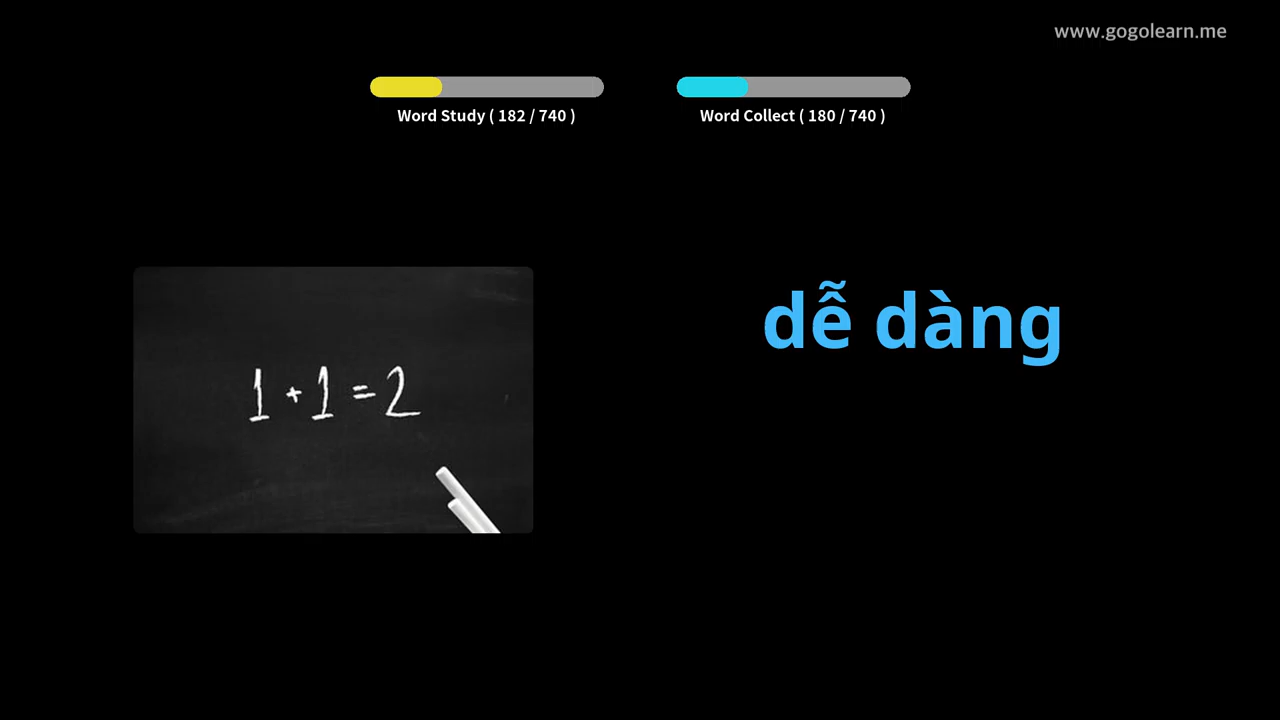 www.gogolearn.me
Word Study ( 182 / 740 )
Word Collect ( 180 / 740 )
dễ dàng
1 + 1 = 2